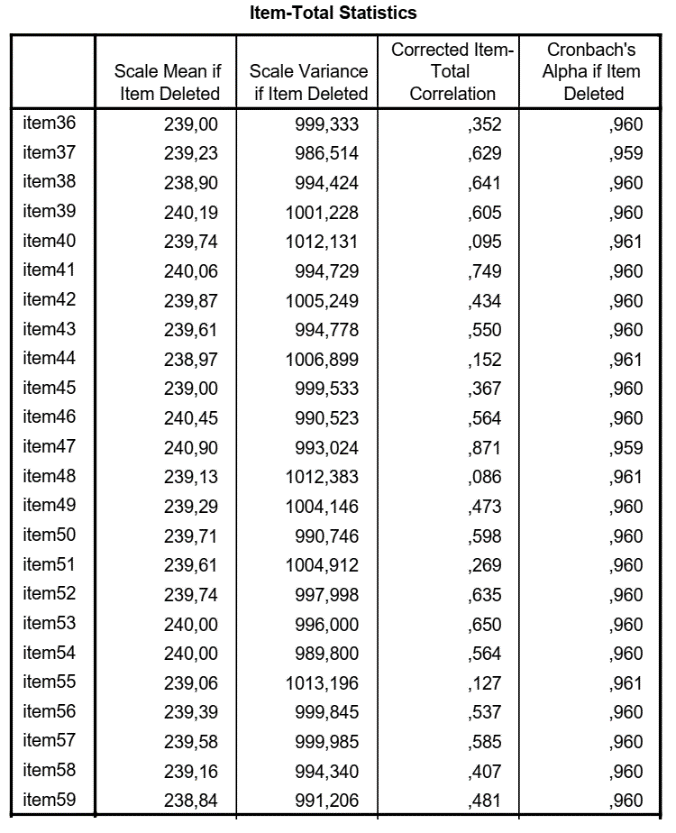 Item-Total Statistics
Scale Mean if Item Deleted Scale Variance if Item Deleted Corrected Item-Total Correlation Cronbach's Alpha if Item Deleted
item36 239,00 999,333 ,352 ,960
item37 239,23 986,514 ,629 ,959
item38 238,90 994,424 ,641 ,960
item39 240,19 1001,228 ,605 ,960
item40 239,74 1012,131 ,095 ,961
item41 240,06 994,729 ,749 ,960
item42 239,87 1005,249 ,434 ,960
item43 239,61 994,778 ,550 ,960
item44 238,97 1006,899 ,152 ,961
item45 239,00 999,533 ,367 ,960
item46 240,45 990,523 ,564 ,960
item47 240,90 993,024 ,871 ,959
item48 239,13 1012,383 ,086 ,961
item49 239,29 1004,146 ,473 ,960
item50 239,71 990,746 ,598 ,960
item51 239,61 1004,912 ,269 ,960
item52 239,74 997,998 ,635 ,960
item53 240,00 996,000 ,650 ,960
item54 240,00 989,800 ,564 ,960
item55 239,06 1013,196 ,127 ,961
item56 239,39 999,845 ,537 ,960
item57 239,58 999,985 ,585 ,960
item58 239,16 994,340 ,407 ,960
item59 238,84 991,206 ,481 ,960